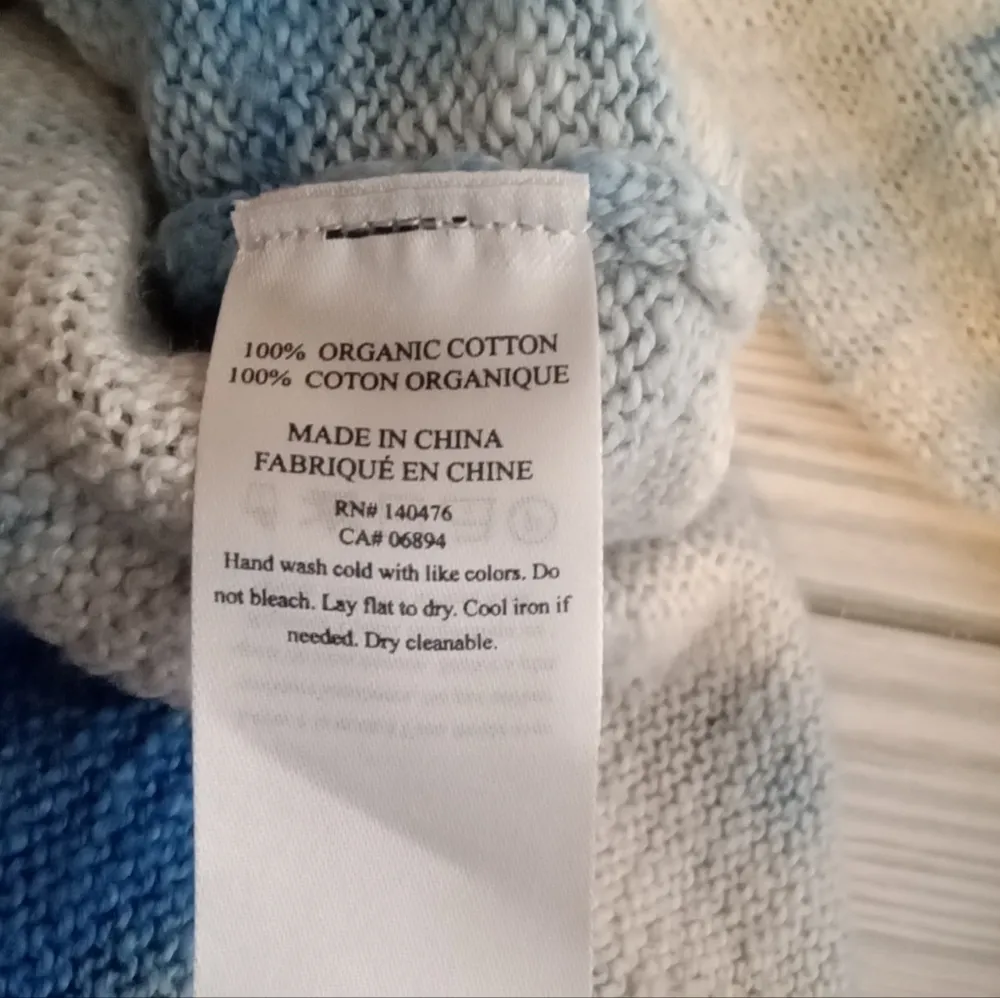 100% ORGANIC COTTON
100% COTON ORGANIQUE
MADE IN CHINA
FABRIQUÉ EN CHINE
RN# 140476
CA# 06894
Hand wash cold with like colors. Do
not bleach. Lay flat to dry. Cool iron if
needed. Dry cleanable.